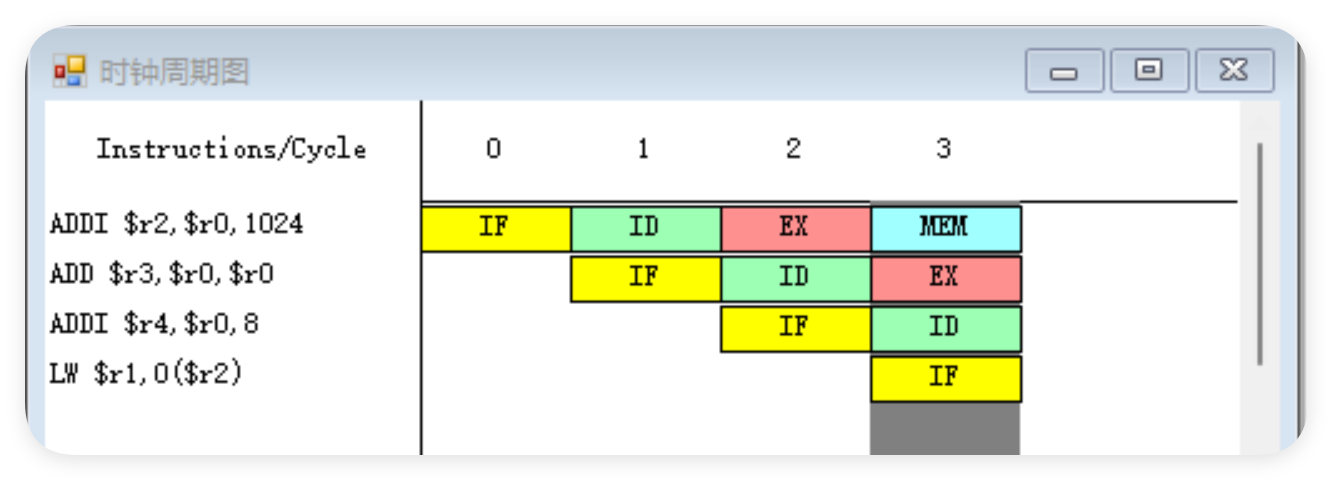 时钟周期图
Instructions/Cycle 0 1 2 3
ADDI $r2,$r0,1024 IF ID EX MEM
ADD $r3,$r0,$r0 IF ID EX
ADDI $r4,$r0,8 IF ID
LW $r1,0($r2) IF